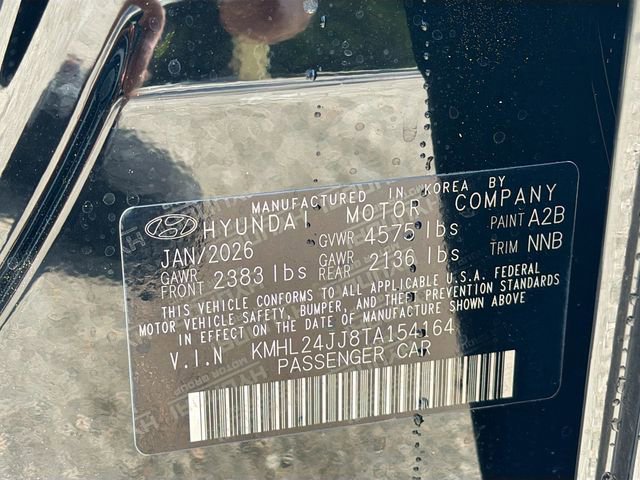 MANUFACTURED IN KOREA BY
HYUNDAI MOTOR COMPANY
JAN/2026 GVWR 4575 lbs PAINT A2B
GAWR FRONT 2383 lbs GAWR REAR 2136 lbs TRIM NNB
THIS VEHICLE CONFORMS TO ALL APPLICABLE U.S.A. FEDERAL
MOTOR VEHICLE SAFETY, BUMPER, AND THEFT PREVENTION STANDARDS
IN EFFECT ON THE DATE OF MANUFACTURE SHOWN ABOVE
V.I.N KMHL24JJ8TA154164
PASSENGER CAR